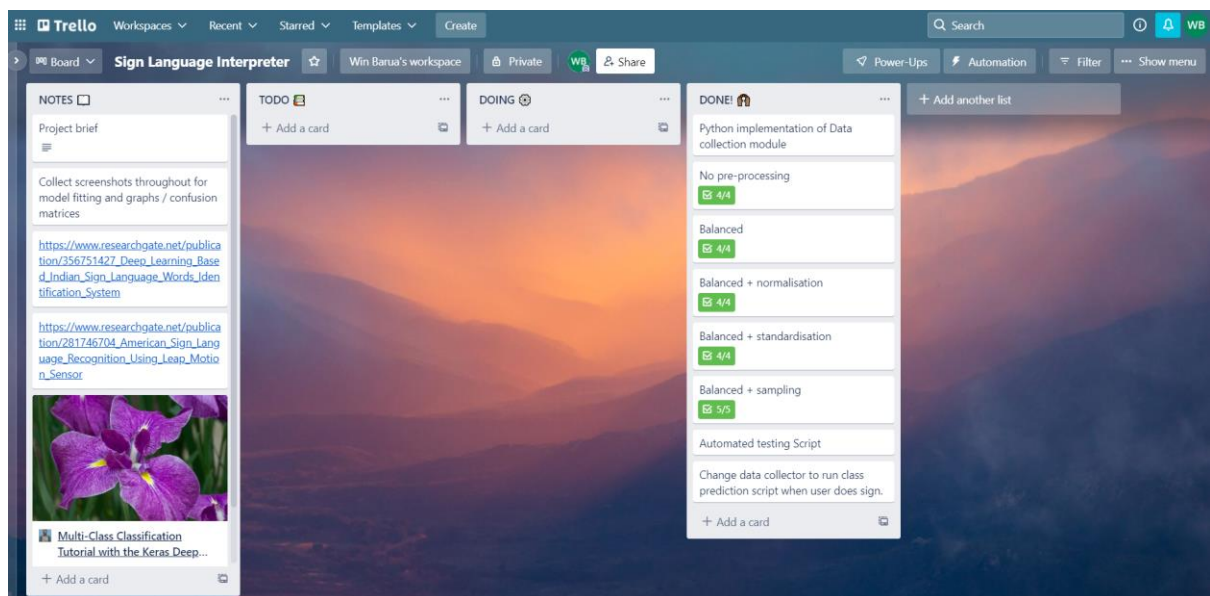 Trello Workspaces Recent Starred Templates Create Search WB
Board Sign Language Interpreter Win Barua's workspace Private WB Share Power-Ups Automation Filter ··· Show menu
NOTES
Project brief
Collect screenshots throughout for
model fitting and graphs / confusion
matrices
https://www.researchgate.net/publica
tion/356751427_Deep_Learning_Base
d_Indian_Sign_Language_Words_Iden
tification_System
https://www.researchgate.net/publica
tion/281746704_American_Sign_Lang
uage_Recognition_Using_Leap_Motio
n_Sensor
Multi-Class Classification
Tutorial with the Keras Deep...
+ Add a card
TODO
+ Add a card
DOING
+ Add a card
DONE!
Python implementation of Data
collection module
No pre-processing
4/4
Balanced
4/4
Balanced + normalisation
4/4
Balanced + standardisation
4/4
Balanced + sampling
5/5
Automated testing Script
Change data collector to run class
prediction script when user does sign.
+ Add a card
+ Add another list